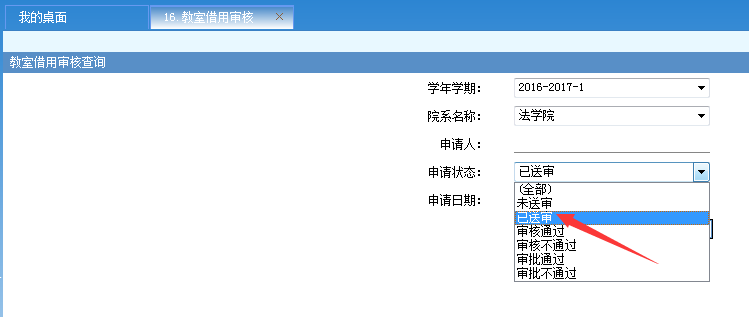 我的桌面
16.教室借用审核
教室借用审核查询
学年学期： 2016-2017-1
院系名称： 法学院
申请人：
申请状态： 已送审
申请日期：
(全部)
未送审
已送审
审核通过
审核不通过
审批通过
审批不通过